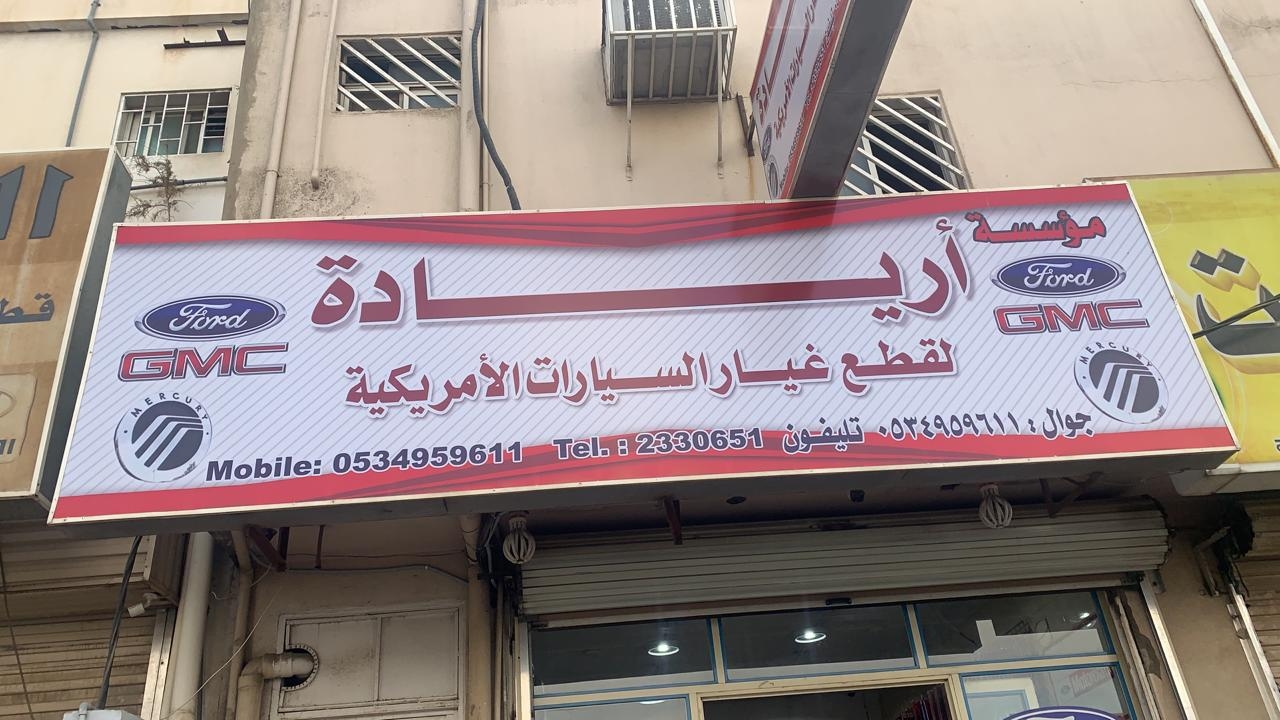 مؤسسة
أريادة
لقطع غيار السيارات الأمريكية
Ford
GMC
MERCURY
Ford
GMC
MERCURY
جوال : ٠٥٣٤٩٥٩٦١١ تليفون
Mobile: 0534959611 Tel. : 2330651